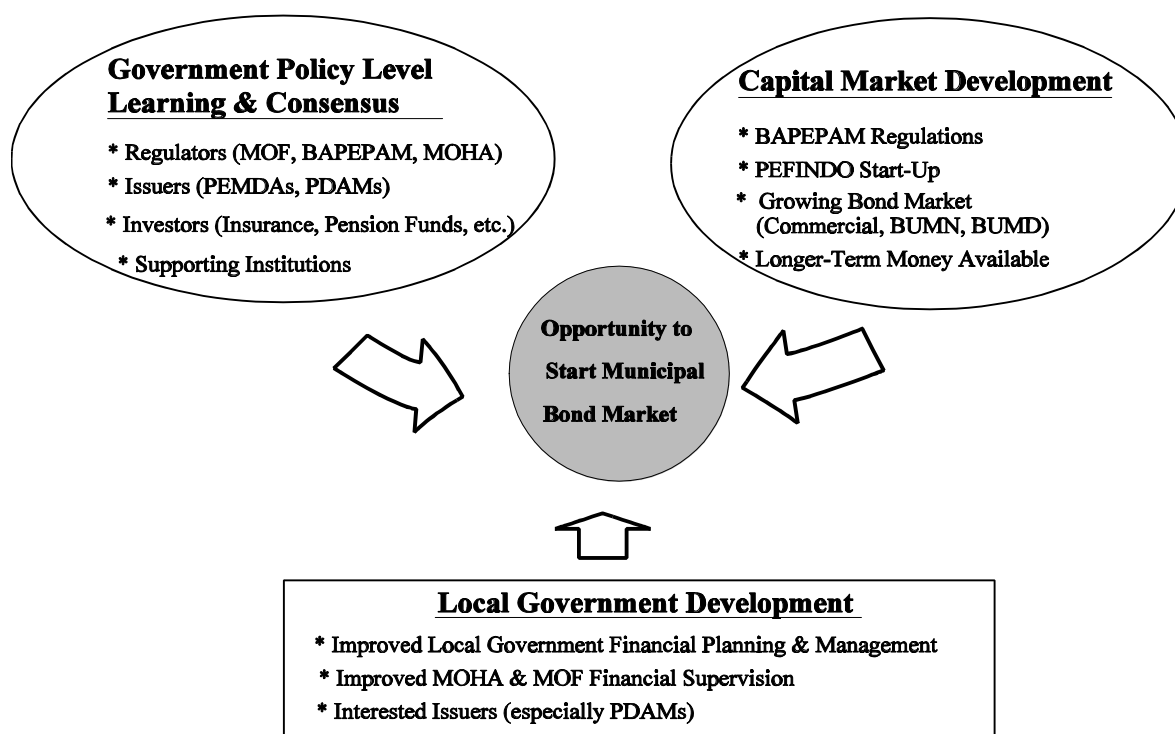 Government Policy Level
Learning & Consensus
* Regulators (MOF, BAPEPAM, MOHA)
* Issuers (PEMDAs, PDAMs)
* Investors (Insurance, Pension Funds, etc.)
* Supporting Institutions
Capital Market Development
* BAPEPAM Regulations
* PEFINDO Start-Up
* Growing Bond Market
(Commercial, BUMN, BUMD)
* Longer-Term Money Available
Opportunity to
Start Municipal
Bond Market
Local Government Development
* Improved Local Government Financial Planning & Management
* Improved MOHA & MOF Financial Supervision
* Interested Issuers (especially PDAMs)